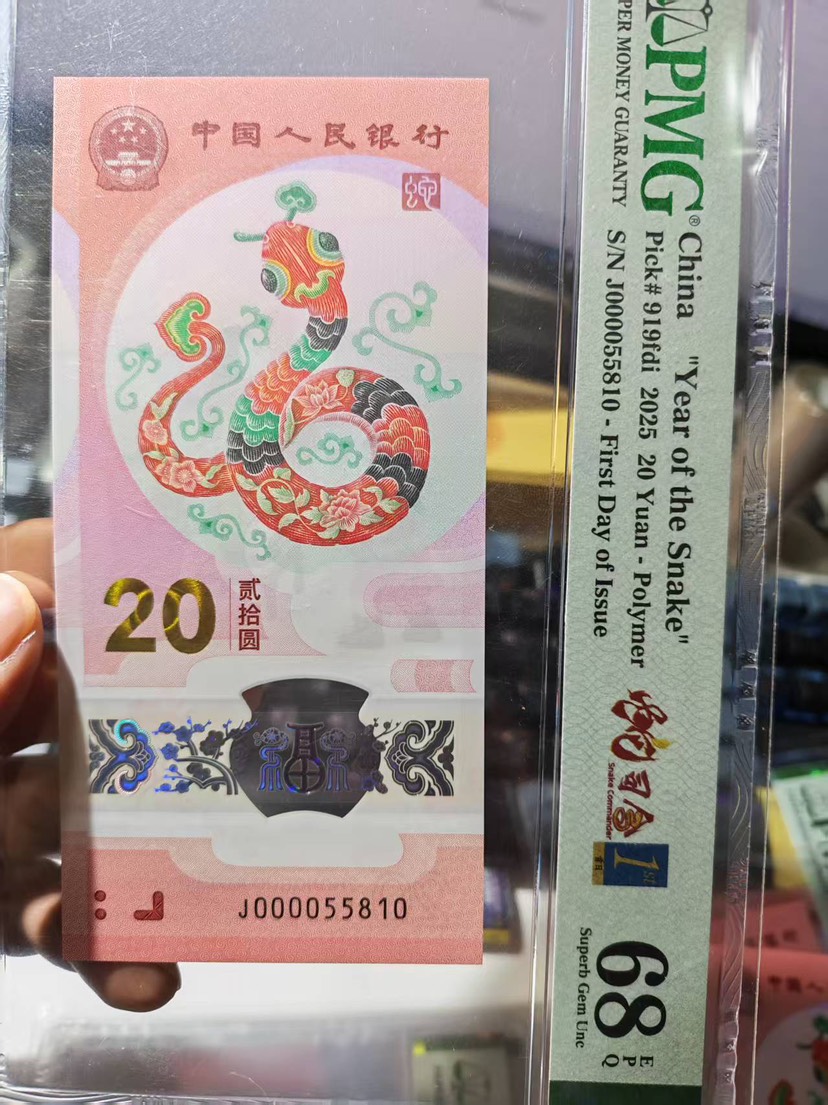 中国人民银行
蛇
20
贰拾圆
J000055810
PMG
PER MONEY GUARANTY
®
China "Year of the Snake"
Pick# 919fdi 2025 20 Yuan - Polymer
S/N J000055810 - First Day of Issue
Snake Commander
1st
68
EPQ
Superb Gem Unc